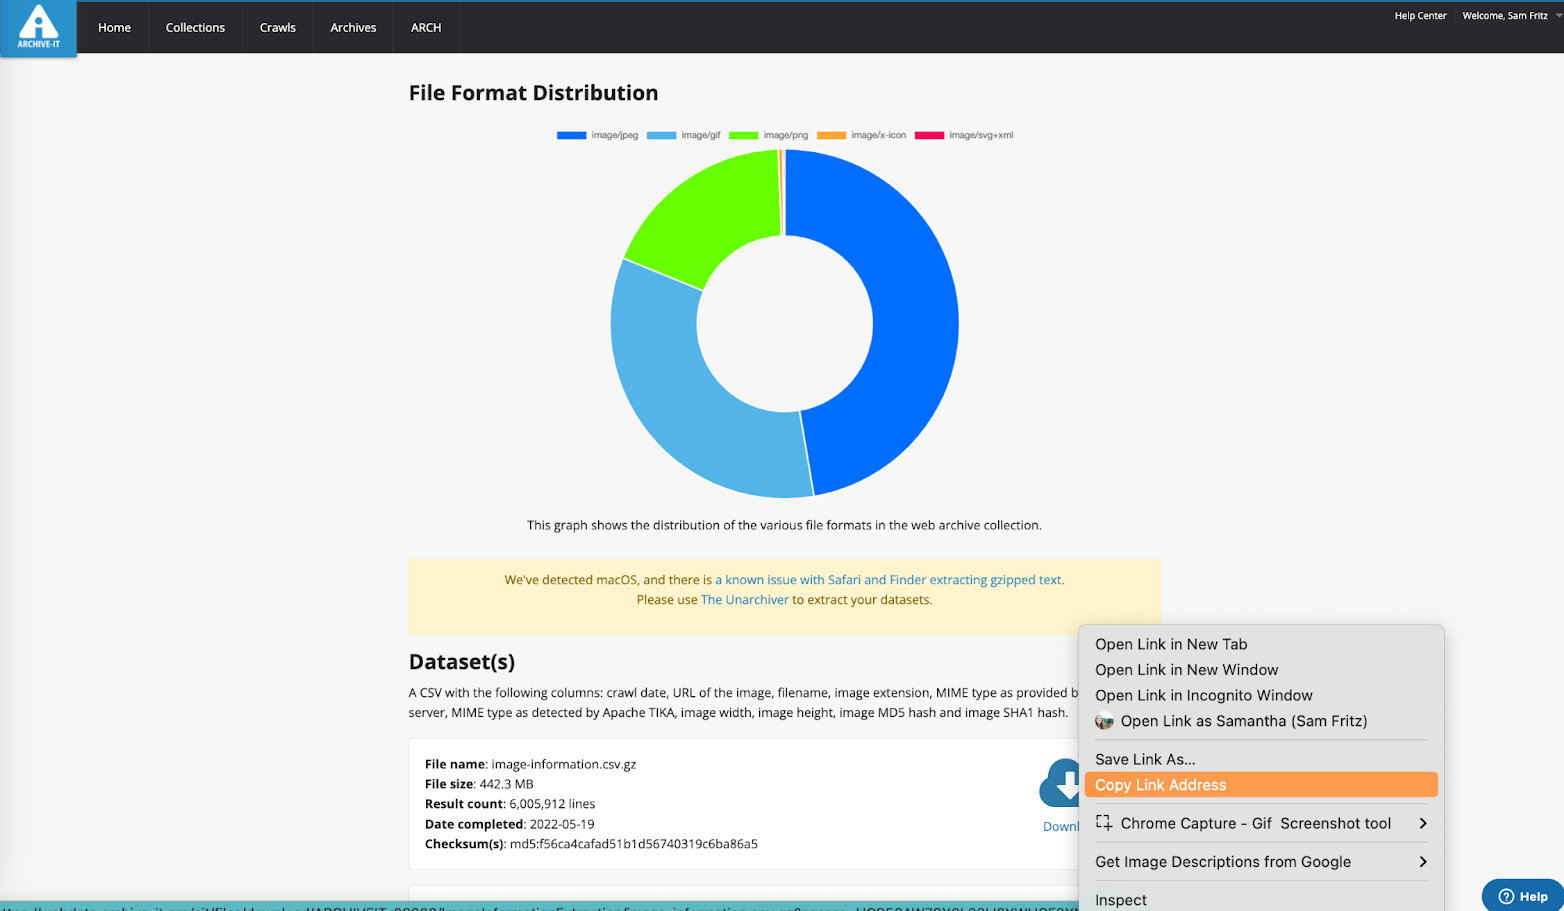 ARCHIVE-IT
Home Collections Crawls Archives ARCH
Help Center Welcome, Sam Fritz
File Format Distribution
image/jpeg image/gif image/png image/x-icon image/svg+xml
This graph shows the distribution of the various file formats in the web archive collection.
We've detected macOS, and there is a known issue with Safari and Finder extracting gzipped text.
Please use The Unarchiver to extract your datasets.
Dataset(s)
A CSV with the following columns: crawl date, URL of the image, filename, image extension, MIME type as provided b
server, MIME type as detected by Apache TIKA, image width, image height, image MD5 hash and image SHA1 hash.
File name: image-information.csv.gz
File size: 442.3 MB
Result count: 6,005,912 lines
Date completed: 2022-05-19
Checksum(s): md5:f56ca4cafad51b1d56740319c6ba86a5
Downl
Open Link in New Tab
Open Link in New Window
Open Link in Incognito Window
Open Link as Samantha (Sam Fritz)
Save Link As...
Copy Link Address
Chrome Capture - Gif Screenshot tool
Get Image Descriptions from Google
Inspect
Help